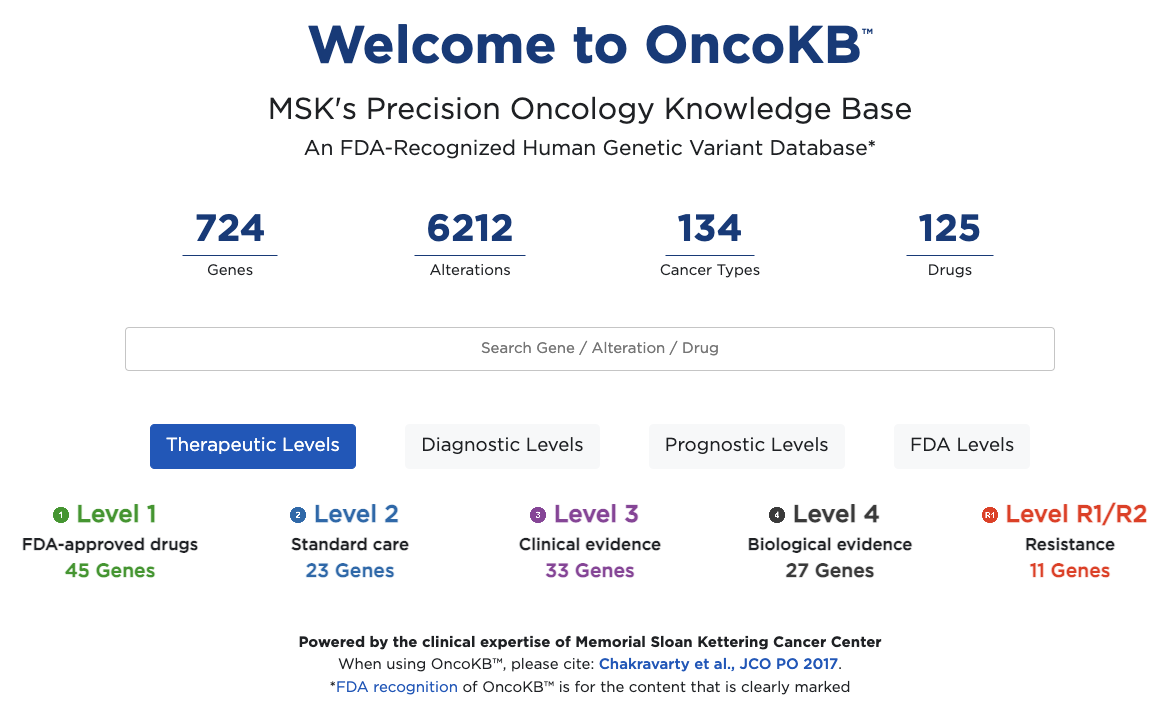 Welcome to OncoKB™
MSK's Precision Oncology Knowledge Base
An FDA-Recognized Human Genetic Variant Database*
724 6212 134 125
Genes Alterations Cancer Types Drugs
Search Gene / Alteration / Drug
Therapeutic Levels Diagnostic Levels Prognostic Levels FDA Levels
1 Level 1 2 Level 2 3 Level 3 4 Level 4 R1 Level R1/R2
FDA-approved drugs Standard care Clinical evidence Biological evidence Resistance
45 Genes 23 Genes 33 Genes 27 Genes 11 Genes
Powered by the clinical expertise of Memorial Sloan Kettering Cancer Center
When using OncoKB™, please cite: Chakravarty et al., JCO PO 2017.
*FDA recognition of OncoKB™ is for the content that is clearly marked